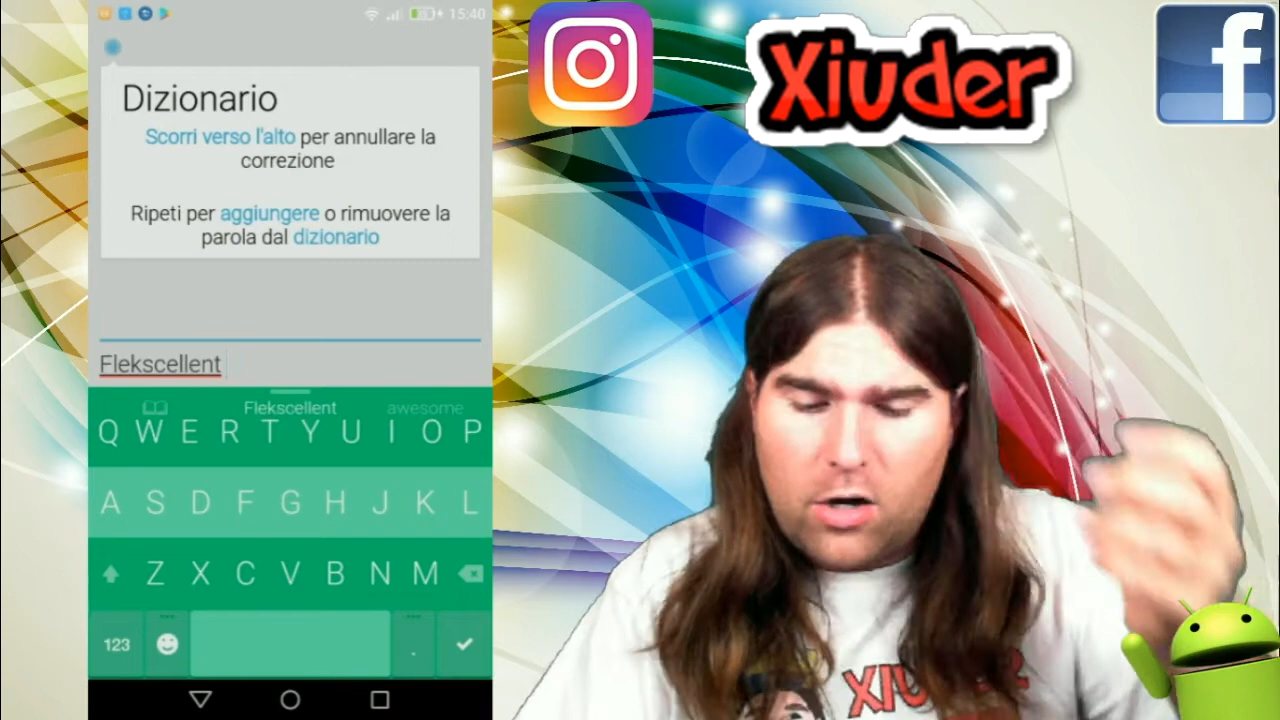 15:40
Dizionario
Scorri verso l'alto per annullare la
correzione
Ripeti per aggiungere o rimuovere la
parola dal dizionario
Flekscellent
Flekscellent awesome
Q W E R T Y U I O P
A S D F G H J K L
Z X C V B N M
123 .
Xiuder
f
XIUDER